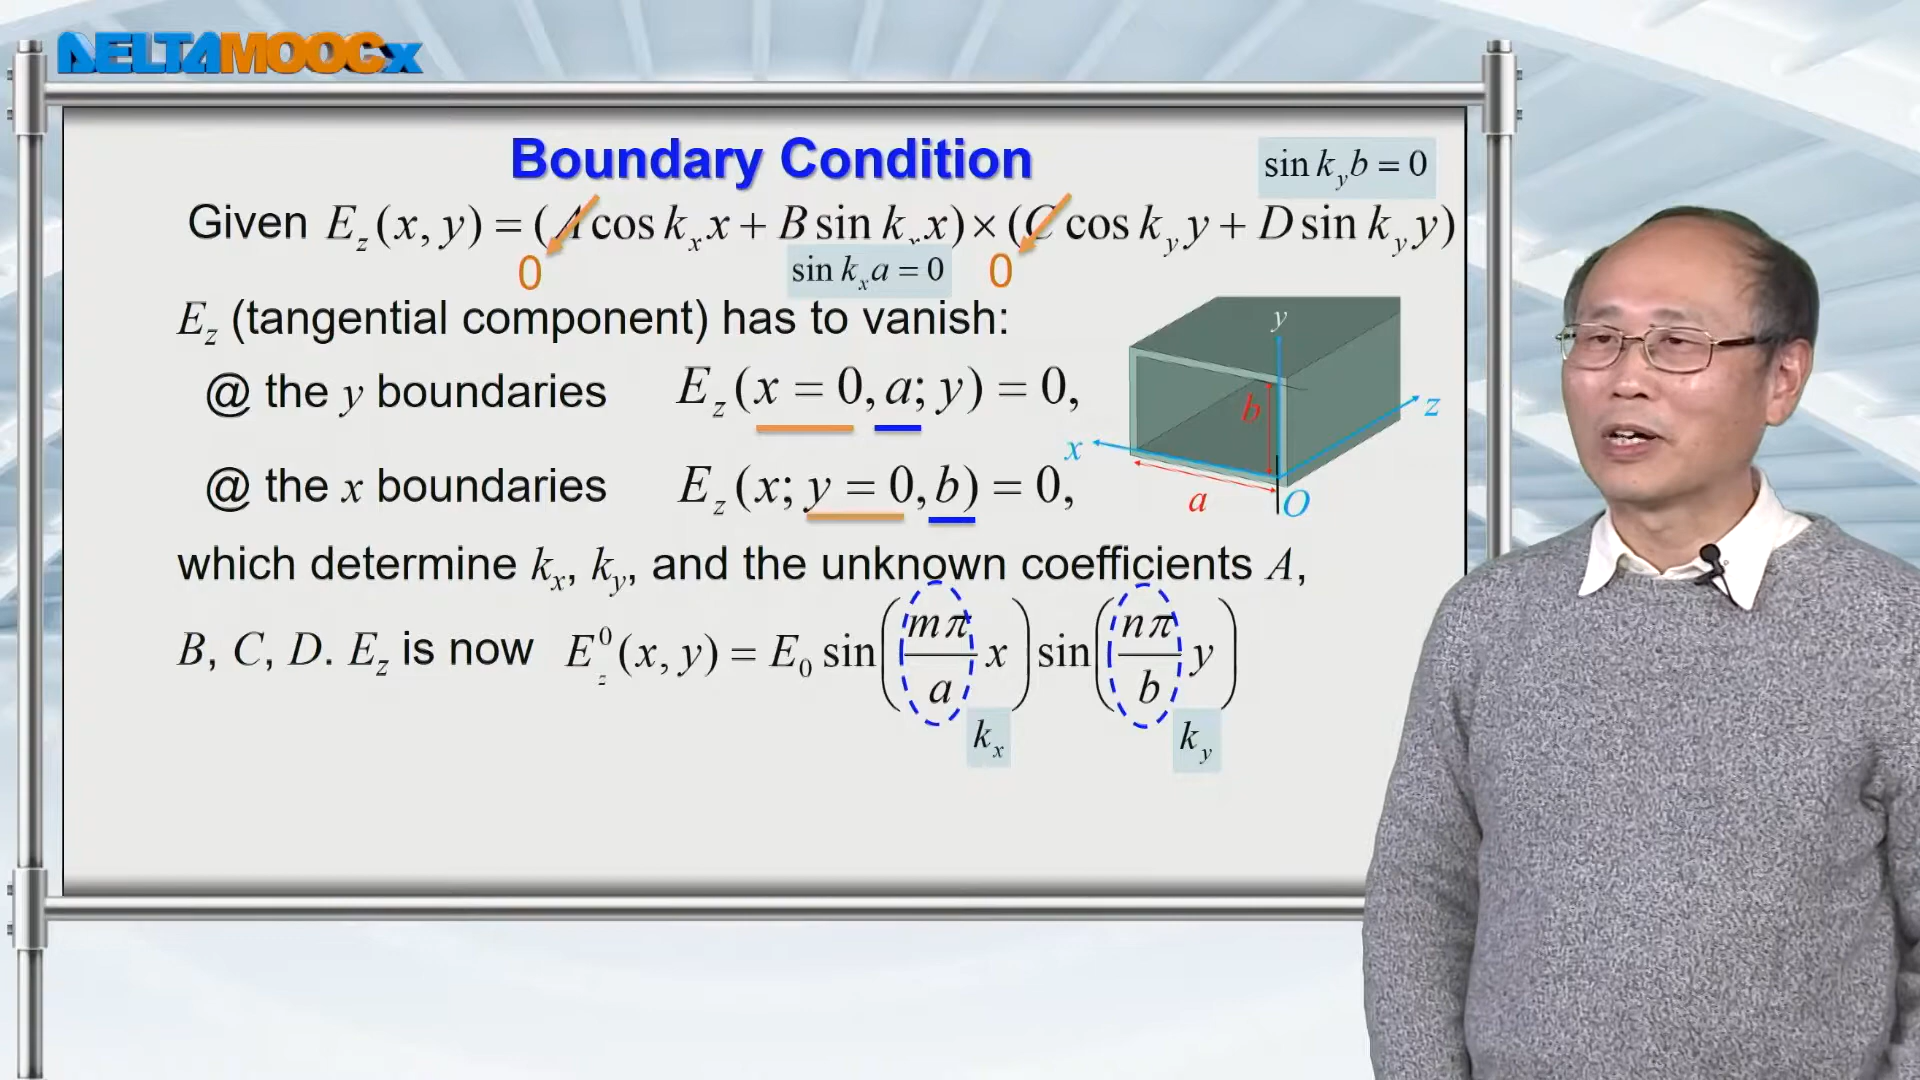 DELTAMOOCx
Boundary Condition
sin k_y b = 0
Given E_z(x, y) = (A cos k_x x + B sin k_x x) × (C cos k_y y + D sin k_y y)
0
sin k_x a = 0
0
E_z (tangential component) has to vanish:
@ the y boundaries E_z(x = 0, a; y) = 0,
@ the x boundaries E_z(x; y = 0, b) = 0,
y
b
z
x
a
O
which determine k_x, k_y, and the unknown coefficients A,
B, C, D. E_z is now E_z^0(x, y) = E_0 sin(mπ/a x) sin(nπ/b y)
k_x
k_y